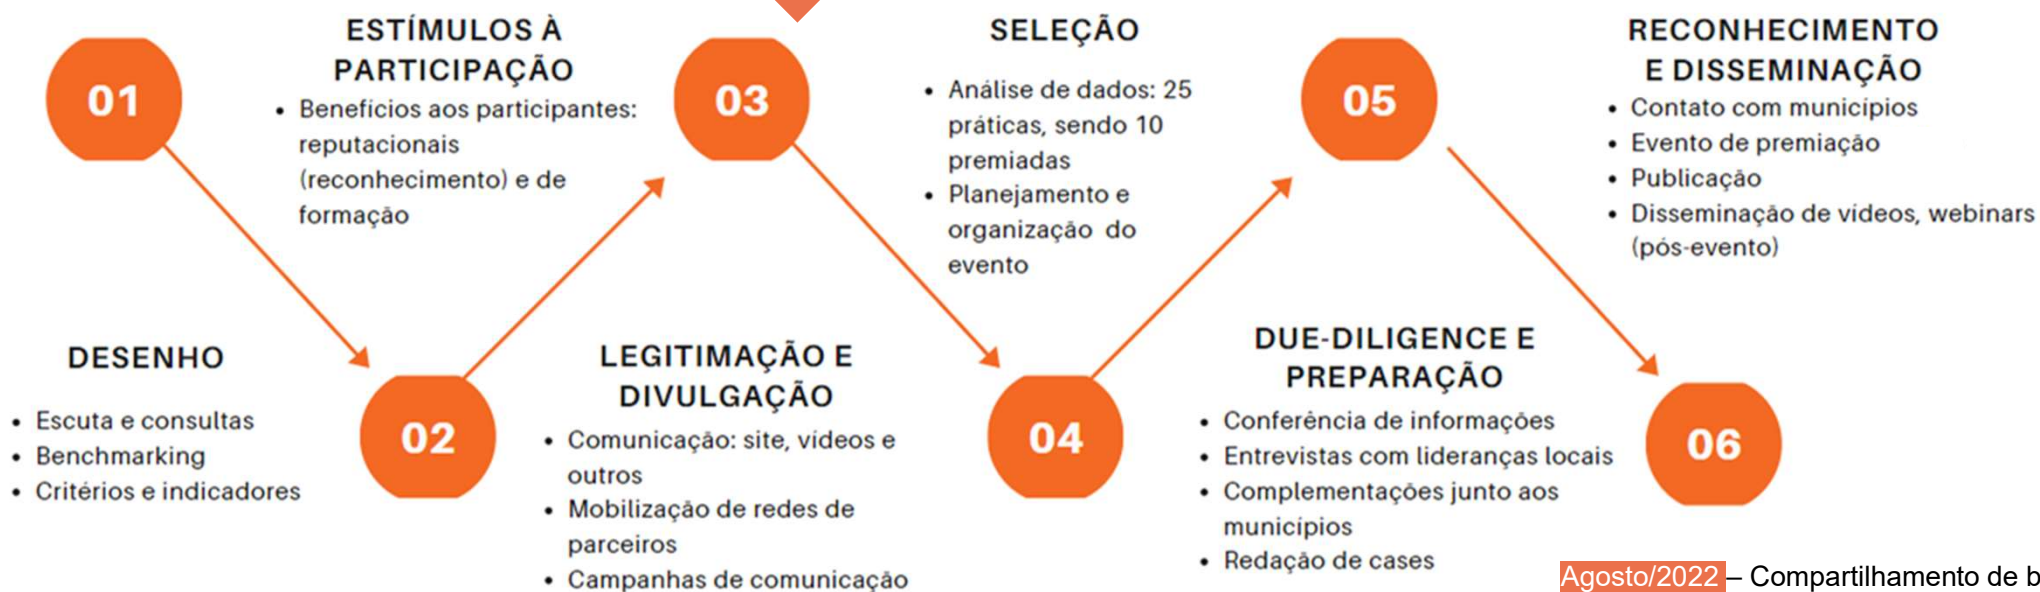 01
DESENHO
• Escuta e consultas
• Benchmarking
• Critérios e indicadores
02
ESTÍMULOS À
PARTICIPAÇÃO
• Benefícios aos participantes:
reputacionais
(reconhecimento) e de
formação
03
LEGITIMAÇÃO E
DIVULGAÇÃO
• Comunicação: site, vídeos e
outros
• Mobilização de redes de
parceiros
• Campanhas de comunicação
04
SELEÇÃO
• Análise de dados: 25
práticas, sendo 10
premiadas
• Planejamento e
organização do
evento
05
DUE-DILIGENCE E
PREPARAÇÃO
• Conferência de informações
• Entrevistas com lideranças locais
• Complementações junto aos
municípios
• Redação de cases
06
RECONHECIMENTO
E DISSEMINAÇÃO
• Contato com municípios
• Evento de premiação
• Publicação
• Disseminação de vídeos, webinars
(pós-evento)
Agosto/2022 – Compartilhamento de b